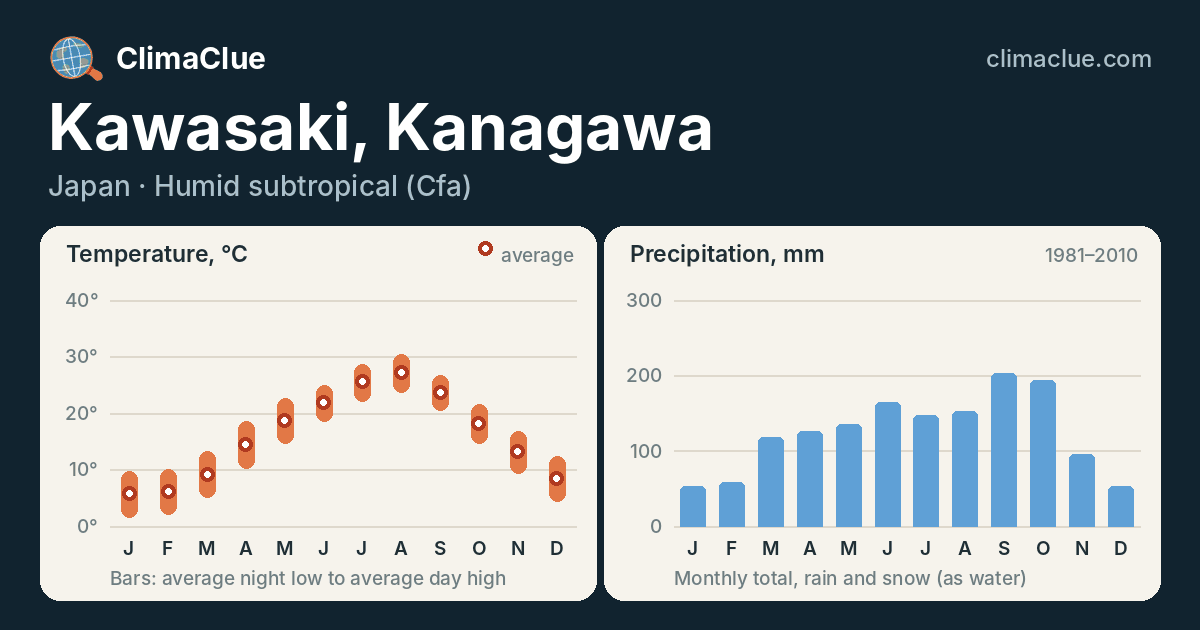 ClimaClue
climaclue.com
Kawasaki, Kanagawa
Japan · Humid subtropical (Cfa)
Temperature, °C
average
40°
30°
20°
10°
0°
J F M A M J J A S O N D
Bars: average night low to average day high
Precipitation, mm
1981–2010
300
200
100
0
J F M A M J J A S O N D
Monthly total, rain and snow (as water)